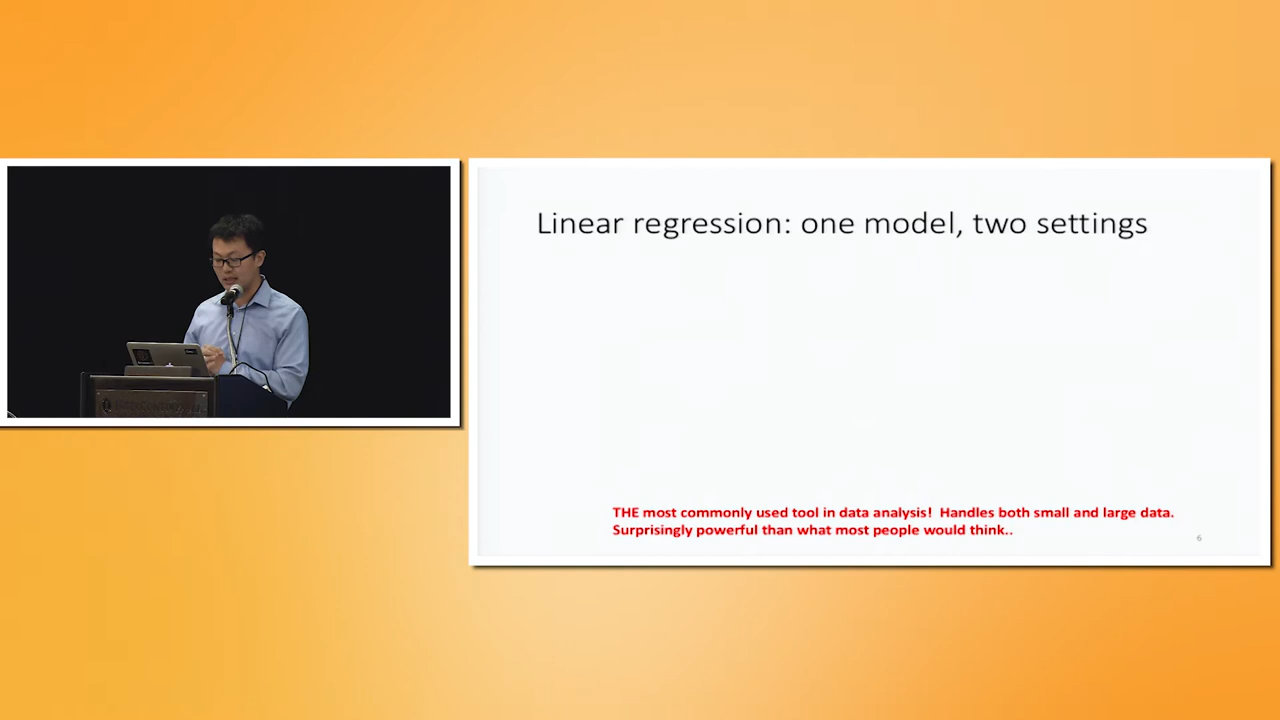 Linear regression: one model, two settings
THE most commonly used tool in data analysis! Handles both small and large data.
Surprisingly powerful than what most people would think..
6